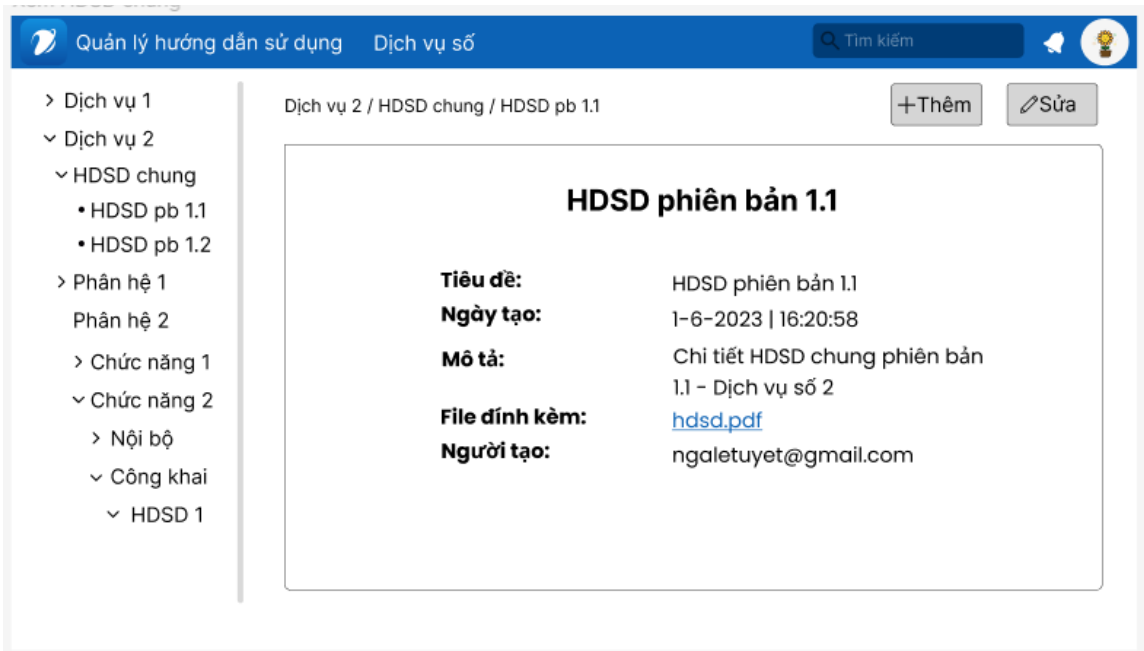 Quản lý hướng dẫn sử dụng Dịch vụ số Tìm kiếm
Dịch vụ 1
Dịch vụ 2
HDSD chung
HDSD pb 1.1
HDSD pb 1.2
Phân hệ 1
Phân hệ 2
Chức năng 1
Chức năng 2
Nội bộ
Công khai
HDSD 1
Dịch vụ 2 / HDSD chung / HDSD pb 1.1
+Thêm
Sửa
HDSD phiên bản 1.1
Tiêu đề: HDSD phiên bản 1.1
Ngày tạo: 1-6-2023 | 16:20:58
Mô tả: Chi tiết HDSD chung phiên bản
1.1 - Dịch vụ số 2
File đính kèm: hdsd.pdf
Người tạo: ngaletuyet@gmail.com